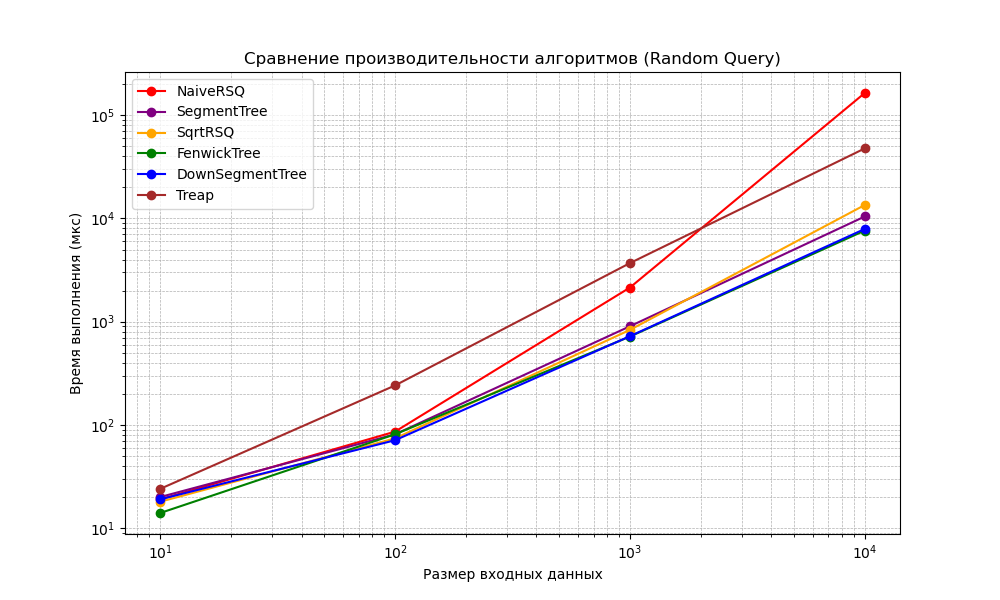 Сравнение производительности алгоритмов (Random Query)
NaiveRSQ
SegmentTree
SqrtRSQ
FenwickTree
DownSegmentTree
Treap
Время выполнения (мкс)
10^5
10^4
10^3
10^2
10^1
10^1
10^2
10^3
10^4
Размер входных данных